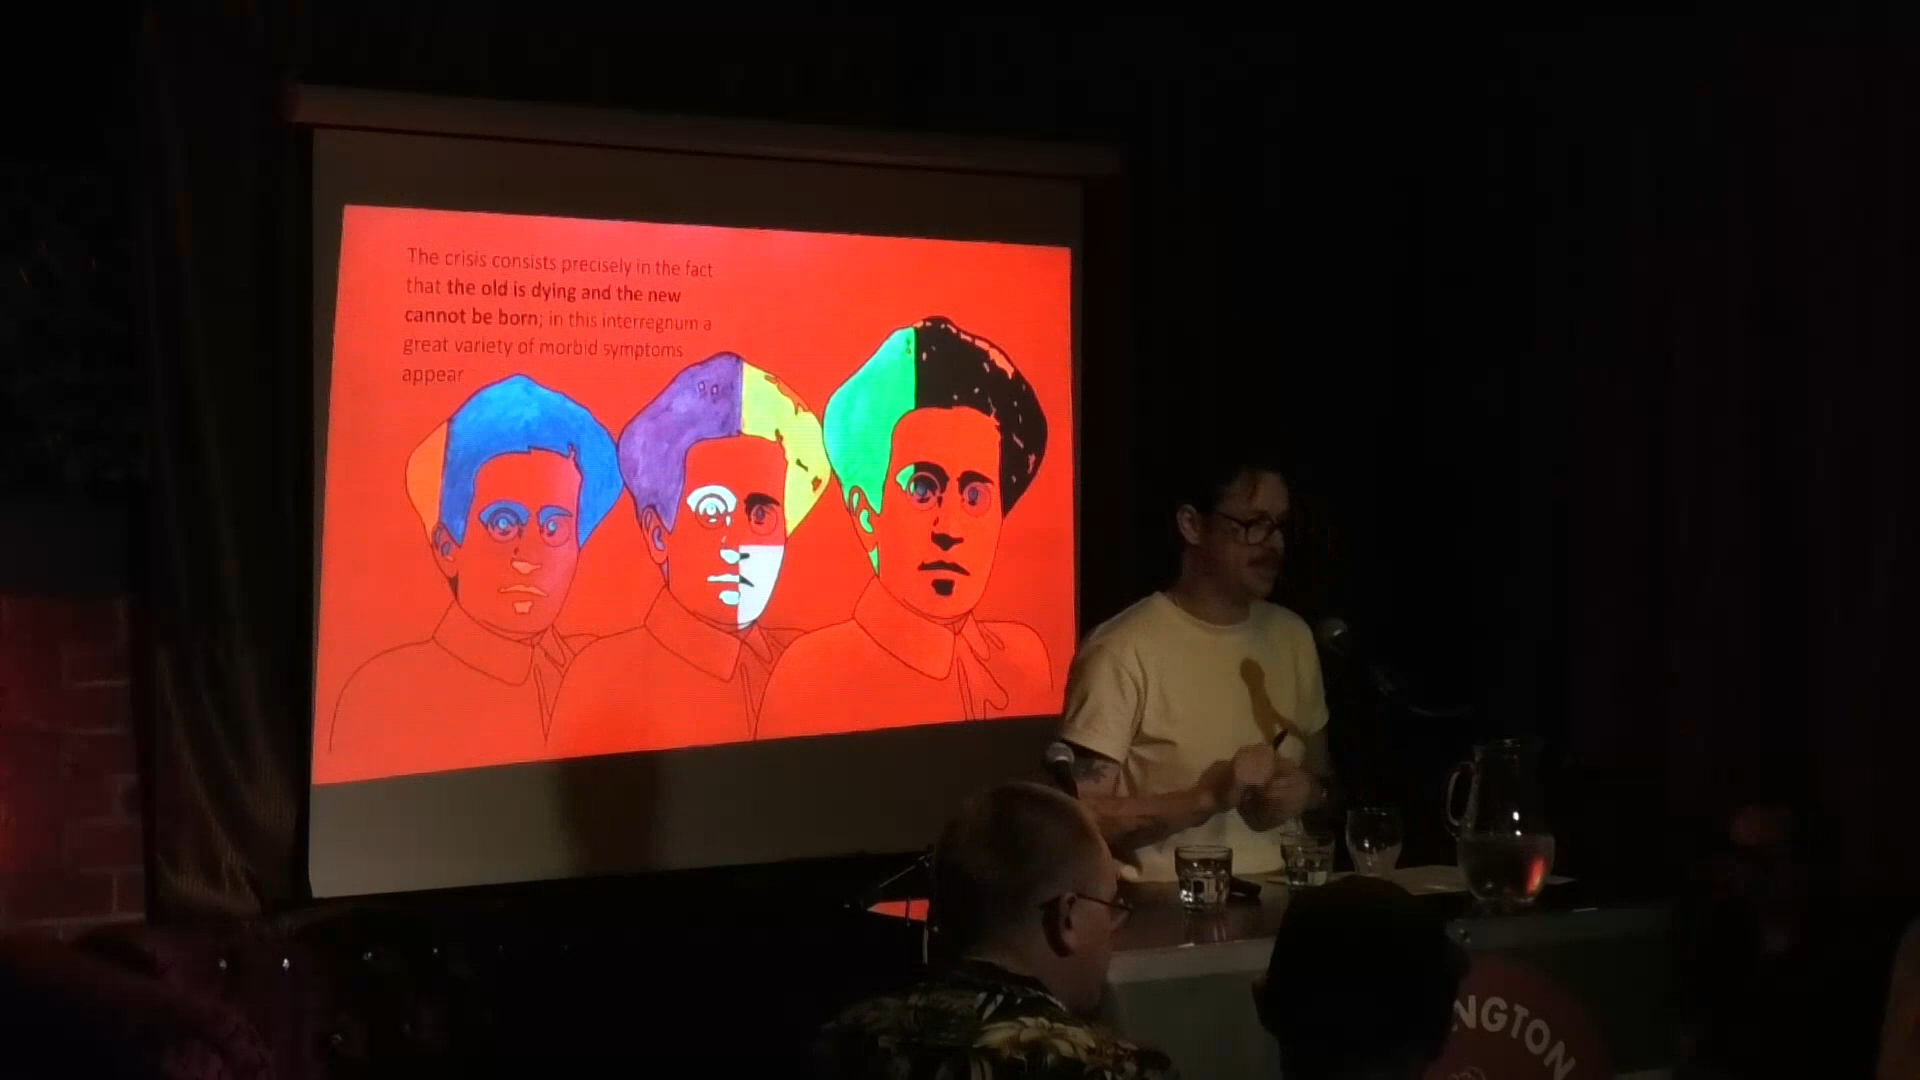 The crisis consists precisely in the fact
that the old is dying and the new
cannot be born; in this interregnum a
great variety of morbid symptoms
appear
NGTON